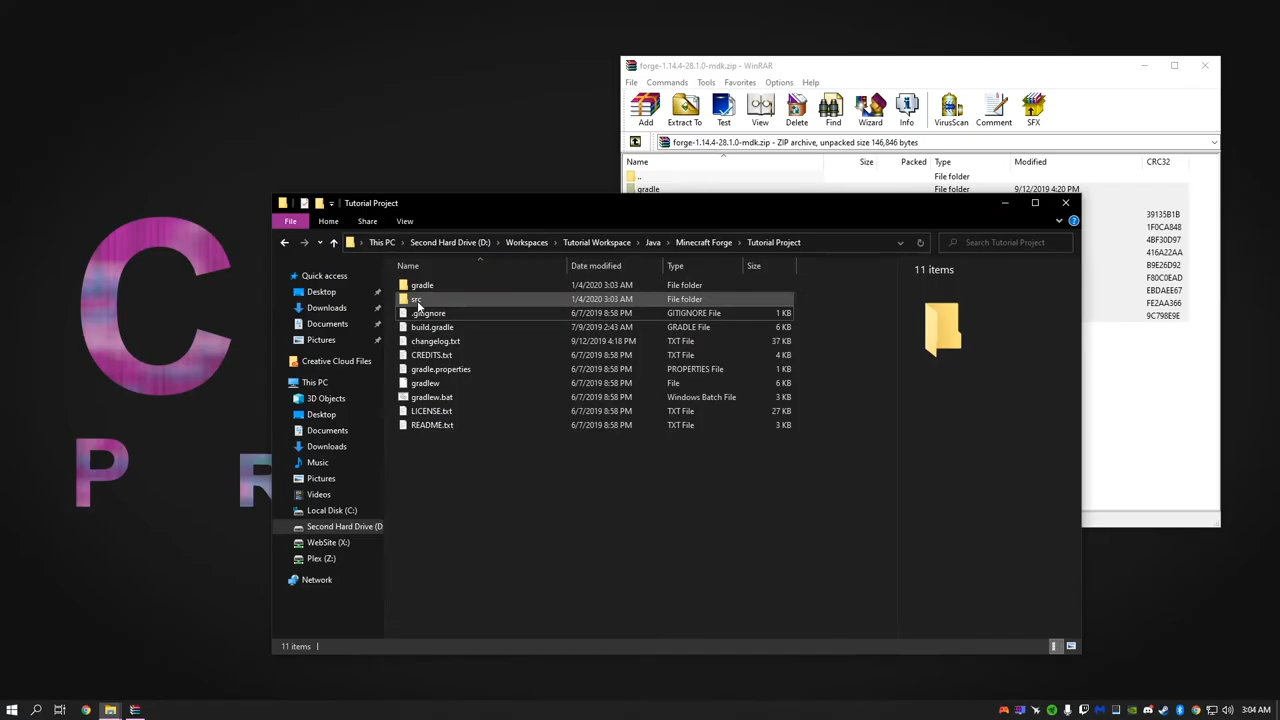 C
P R
forge-1.14.4-28.1.0-mdk.zip - WinRAR
File Commands Tools Favorites Options Help
Add Extract To Test View Delete Find Wizard Info VirusScan Comment SFX
forge-1.14.4-28.1.0-mdk.zip - ZIP archive, unpacked size 146,846 bytes
Name Size Packed Type Modified CRC32
.. File folder
gradle File folder 9/12/2019 4:20 PM
39135B1B
1F0CA848
4BF30D97
416A22AA
B9E26D92
F80C0EAD
EBDAEE67
FE2AA366
9C798E9E
Tutorial Project
File Home Share View
This PC Second Hard Drive (D:) Workspaces Tutorial Workspace Java Minecraft Forge Tutorial Project
Search Tutorial Project
Quick access
Desktop
Downloads
Documents
Pictures
Creative Cloud Files
This PC
3D Objects
Desktop
Documents
Downloads
Music
Pictures
Videos
Local Disk (C:)
Second Hard Drive (D
WebSite (X:)
Plex (Z:)
Network
Name Date modified Type Size
gradle 1/4/2020 3:03 AM File folder
src 1/4/2020 3:03 AM File folder
.gitignore 6/7/2019 8:58 PM GITIGNORE File 1 KB
build.gradle 7/9/2019 2:43 AM GRADLE File 6 KB
changelog.txt 9/12/2019 4:18 PM TXT File 37 KB
CREDITS.txt 6/7/2019 8:58 PM TXT File 4 KB
gradle.properties 6/7/2019 8:58 PM PROPERTIES File 1 KB
gradlew 6/7/2019 8:58 PM File 6 KB
gradlew.bat 6/7/2019 8:58 PM Windows Batch File 3 KB
LICENSE.txt 6/7/2019 8:58 PM TXT File 27 KB
README.txt 6/7/2019 8:58 PM TXT File 3 KB
11 items
11 items
3:04 AM